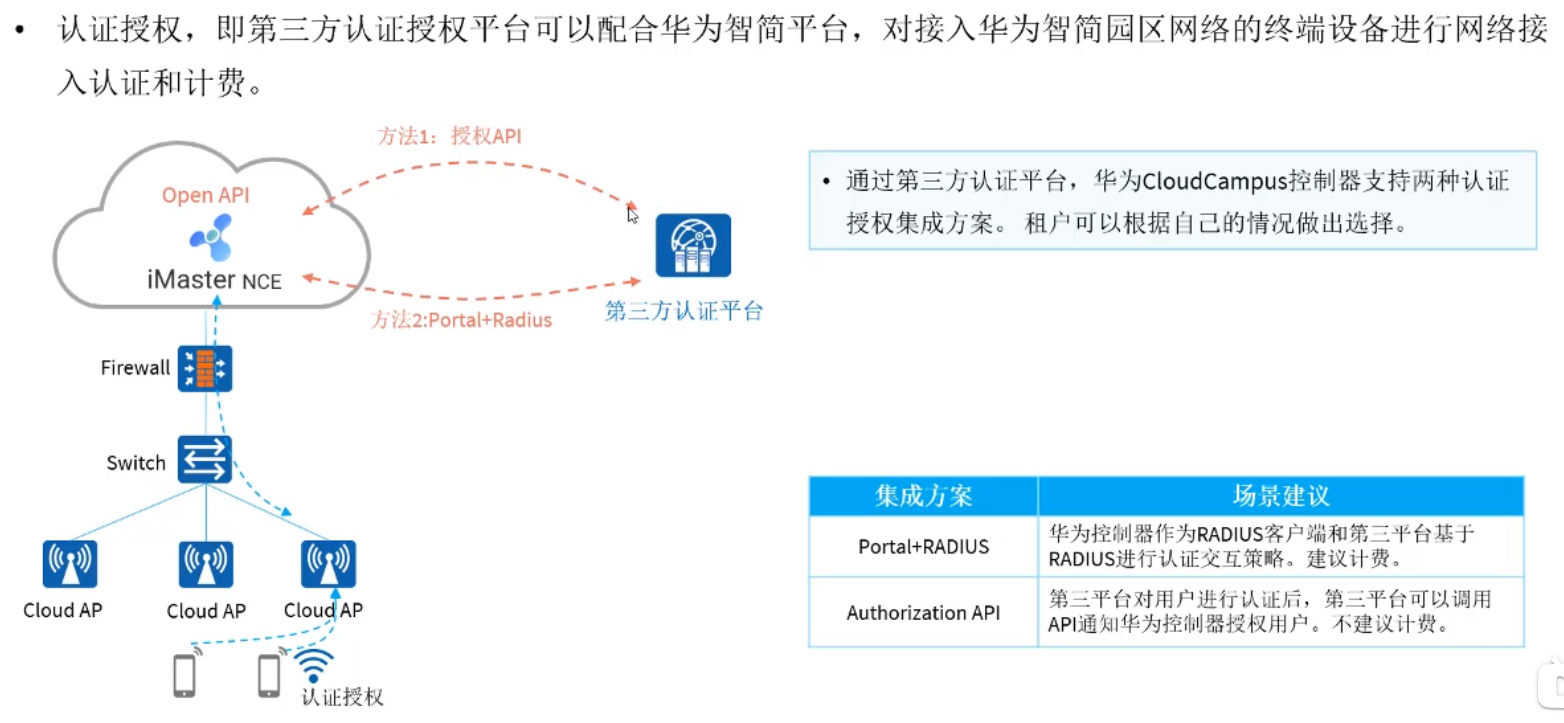 • 认证授权，即第三方认证授权平台可以配合华为智简平台，对接入华为智简园区网络的终端设备进行网络接
入认证和计费。
方法1：授权API
Open API
iMaster NCE
方法2:Portal+Radius
第三方认证平台
• 通过第三方认证平台，华为CloudCampus控制器支持两种认证
授权集成方案。 租户可以根据自己的情况做出选择。
Firewall
Switch
Cloud AP
Cloud AP
Cloud AP
认证授权
集成方案
场景建议
Portal+RADIUS
华为控制器作为RADIUS客户端和第三平台基于
RADIUS进行认证交互策略。建议计费。
Authorization API
第三平台对用户进行认证后，第三平台可以调用
API通知华为控制器授权用户。不建议计费。